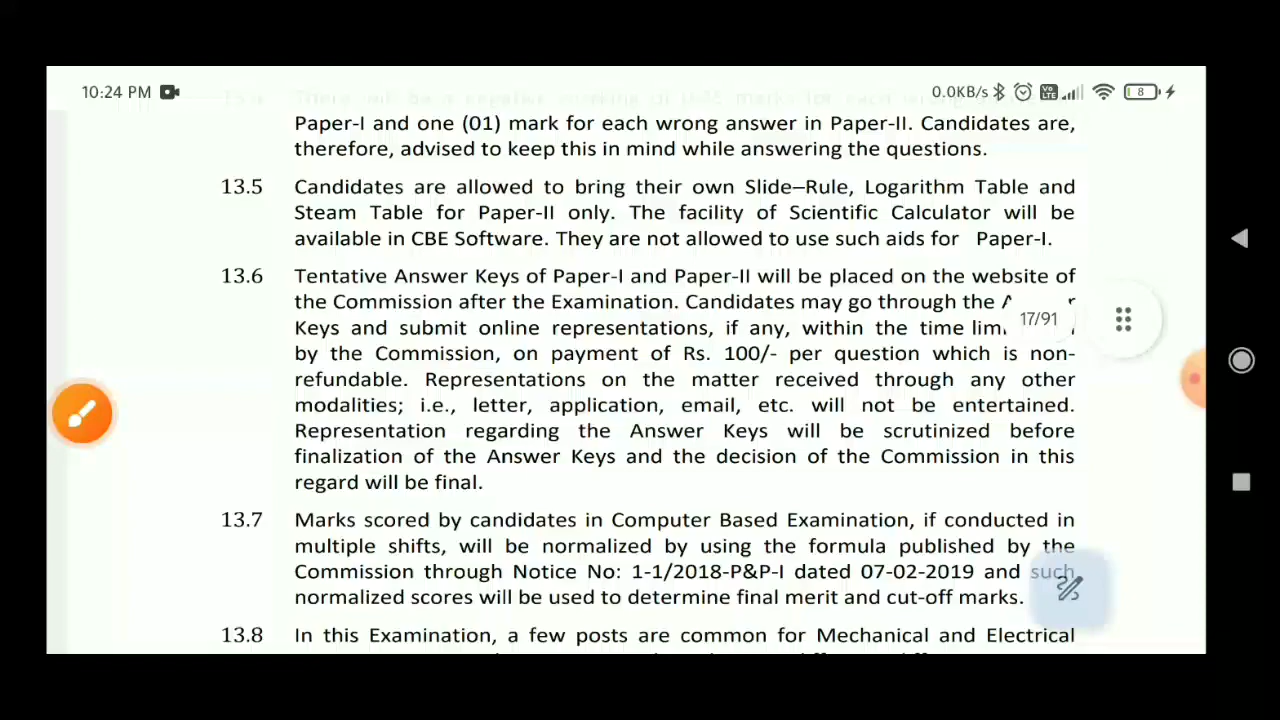 10:24 PM
0.0KB/s
Vo LTE
8
Paper-I and one (01) mark for each wrong answer in Paper-II. Candidates are,
therefore, advised to keep this in mind while answering the questions.
13.5 Candidates are allowed to bring their own Slide–Rule, Logarithm Table and
Steam Table for Paper-II only. The facility of Scientific Calculator will be
available in CBE Software. They are not allowed to use such aids for Paper-I.
13.6 Tentative Answer Keys of Paper-I and Paper-II will be placed on the website of
the Commission after the Examination. Candidates may go through the
Keys and submit online representations, if any, within the time
17/91
by the Commission, on payment of Rs. 100/- per question which is non-
refundable. Representations on the matter received through any other
modalities; i.e., letter, application, email, etc. will not be entertained.
Representation regarding the Answer Keys will be scrutinized before
finalization of the Answer Keys and the decision of the Commission in this
regard will be final.
13.7 Marks scored by candidates in Computer Based Examination, if conducted in
multiple shifts, will be normalized by using the formula published by the
Commission through Notice No: 1-1/2018-P&P-I dated 07-02-2019 and such
normalized scores will be used to determine final merit and cut-off marks.
13.8 In this Examination, a few posts are common for Mechanical and Electrical